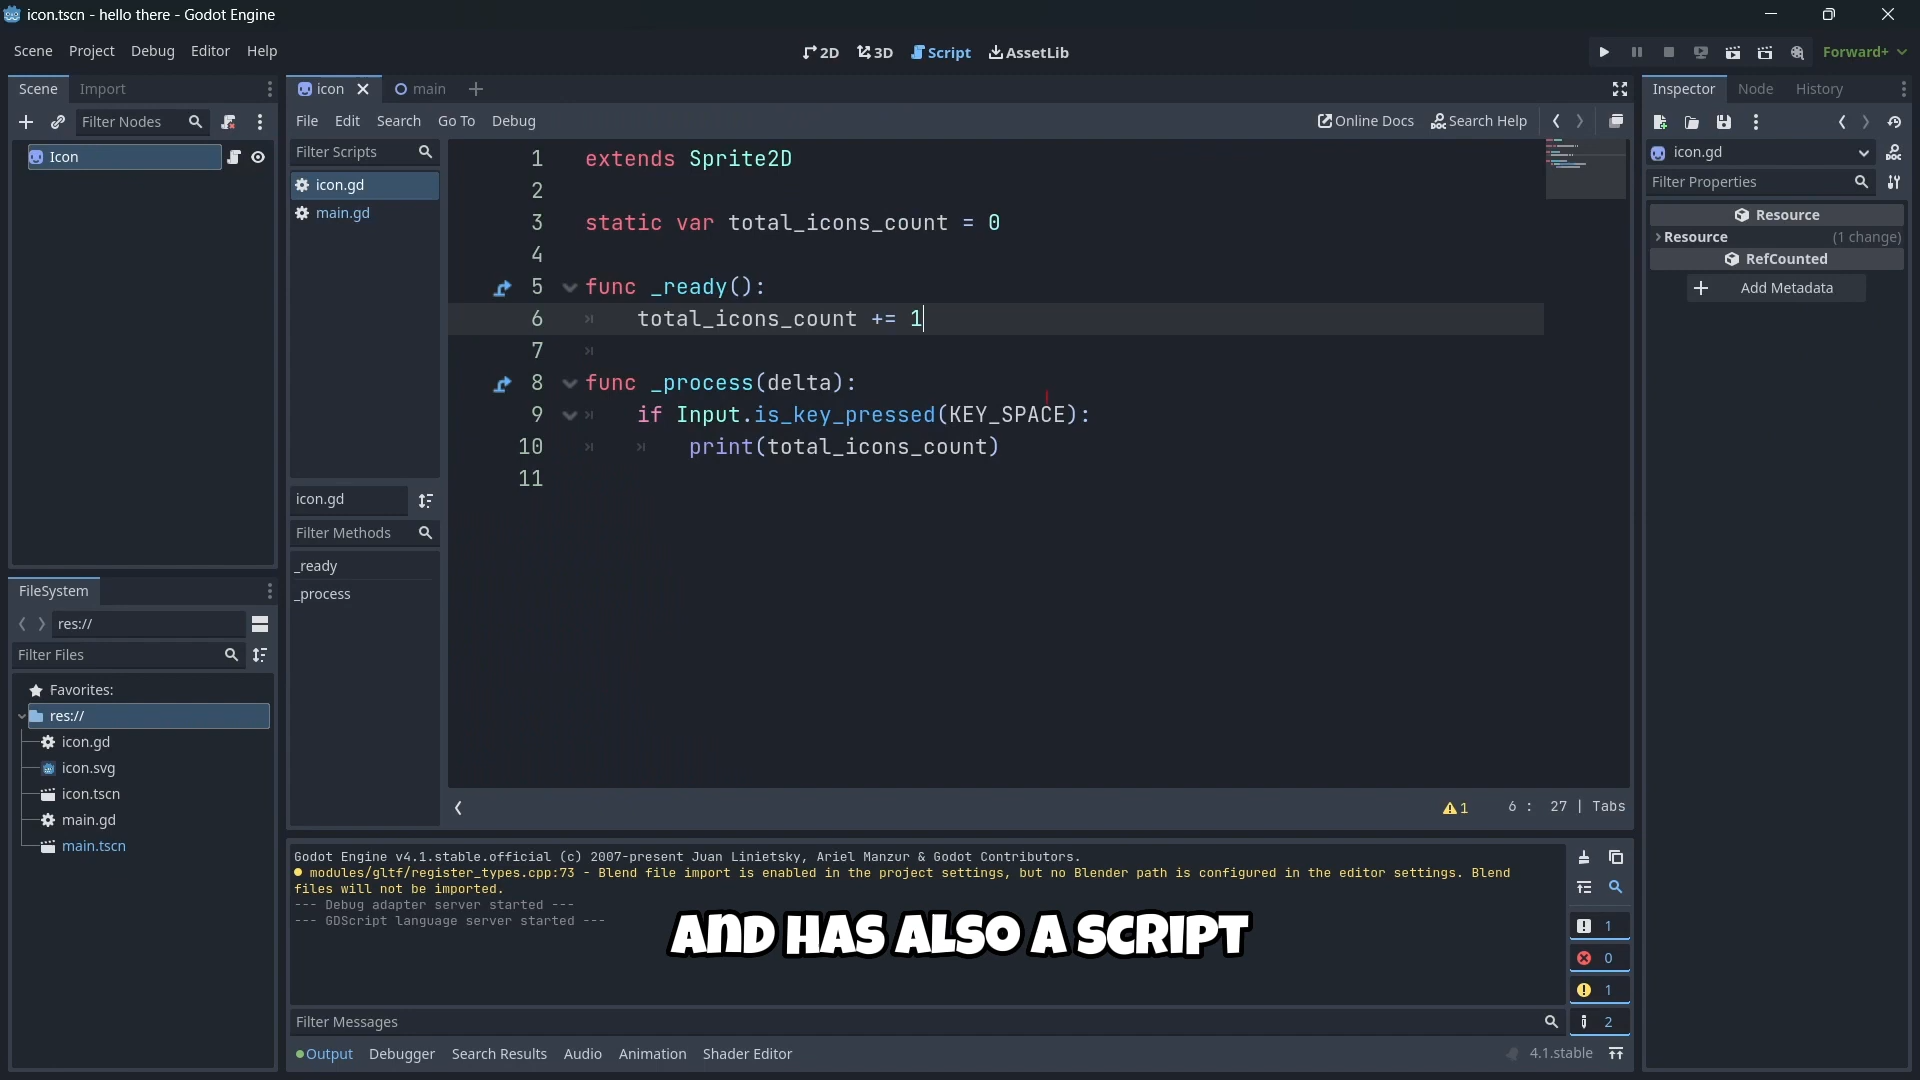 icon.tscn - hello there - Godot Engine
Scene Project Debug Editor Help
2D 3D Script AssetLib
Forward+
Scene Import
Filter Nodes
Icon
FileSystem
res://
Filter Files
Favorites:
res://
icon.gd
icon.svg
icon.tscn
main.gd
main.tscn
icon main
File Edit Search Go To Debug
Online Docs Search Help
Filter Scripts
icon.gd
main.gd
icon.gd
Filter Methods
_ready
_process
1 extends Sprite2D
2
3 static var total_icons_count = 0
4
5 func _ready():
6 total_icons_count += 1
7
8 func _process(delta):
9 if Input.is_key_pressed(KEY_SPACE):
10 print(total_icons_count)
11
1 6 : 27 | Tabs
Godot Engine v4.1.stable.official (c) 2007-present Juan Linietsky, Ariel Manzur & Godot Contributors.
modules/gltf/register_types.cpp:73 - Blend file import is enabled in the project settings, but no Blender path is configured in the editor settings. Blend
files will not be imported.
--- Debug adapter server started ---
--- GDScript language server started ---
AND HAS ALSO A SCRIPT
1
0
1
2
Filter Messages
Output Debugger Search Results Audio Animation Shader Editor
4.1.stable
Inspector Node History
icon.gd
DOC
Filter Properties
Resource
Resource (1 change)
RefCounted
Add Metadata